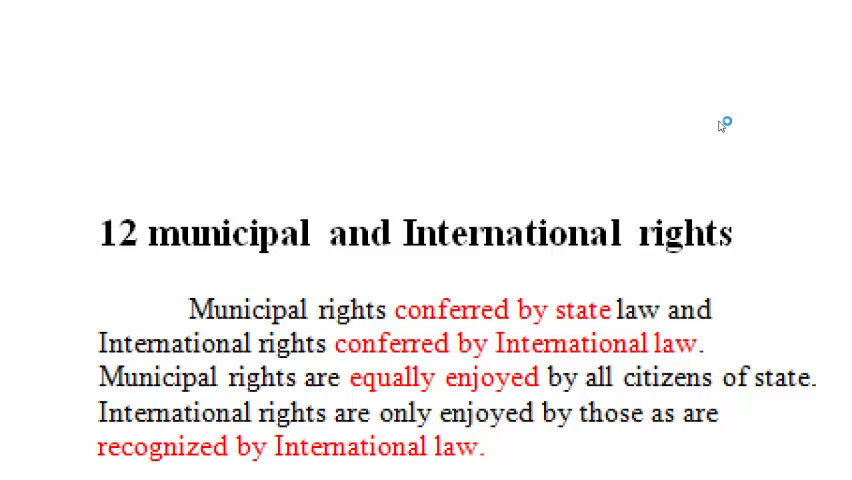 12 municipal and International rights
Municipal rights conferred by state law and
International rights conferred by International law.
Municipal rights are equally enjoyed by all citizens of state.
International rights are only enjoyed by those as are
recognized by International law.